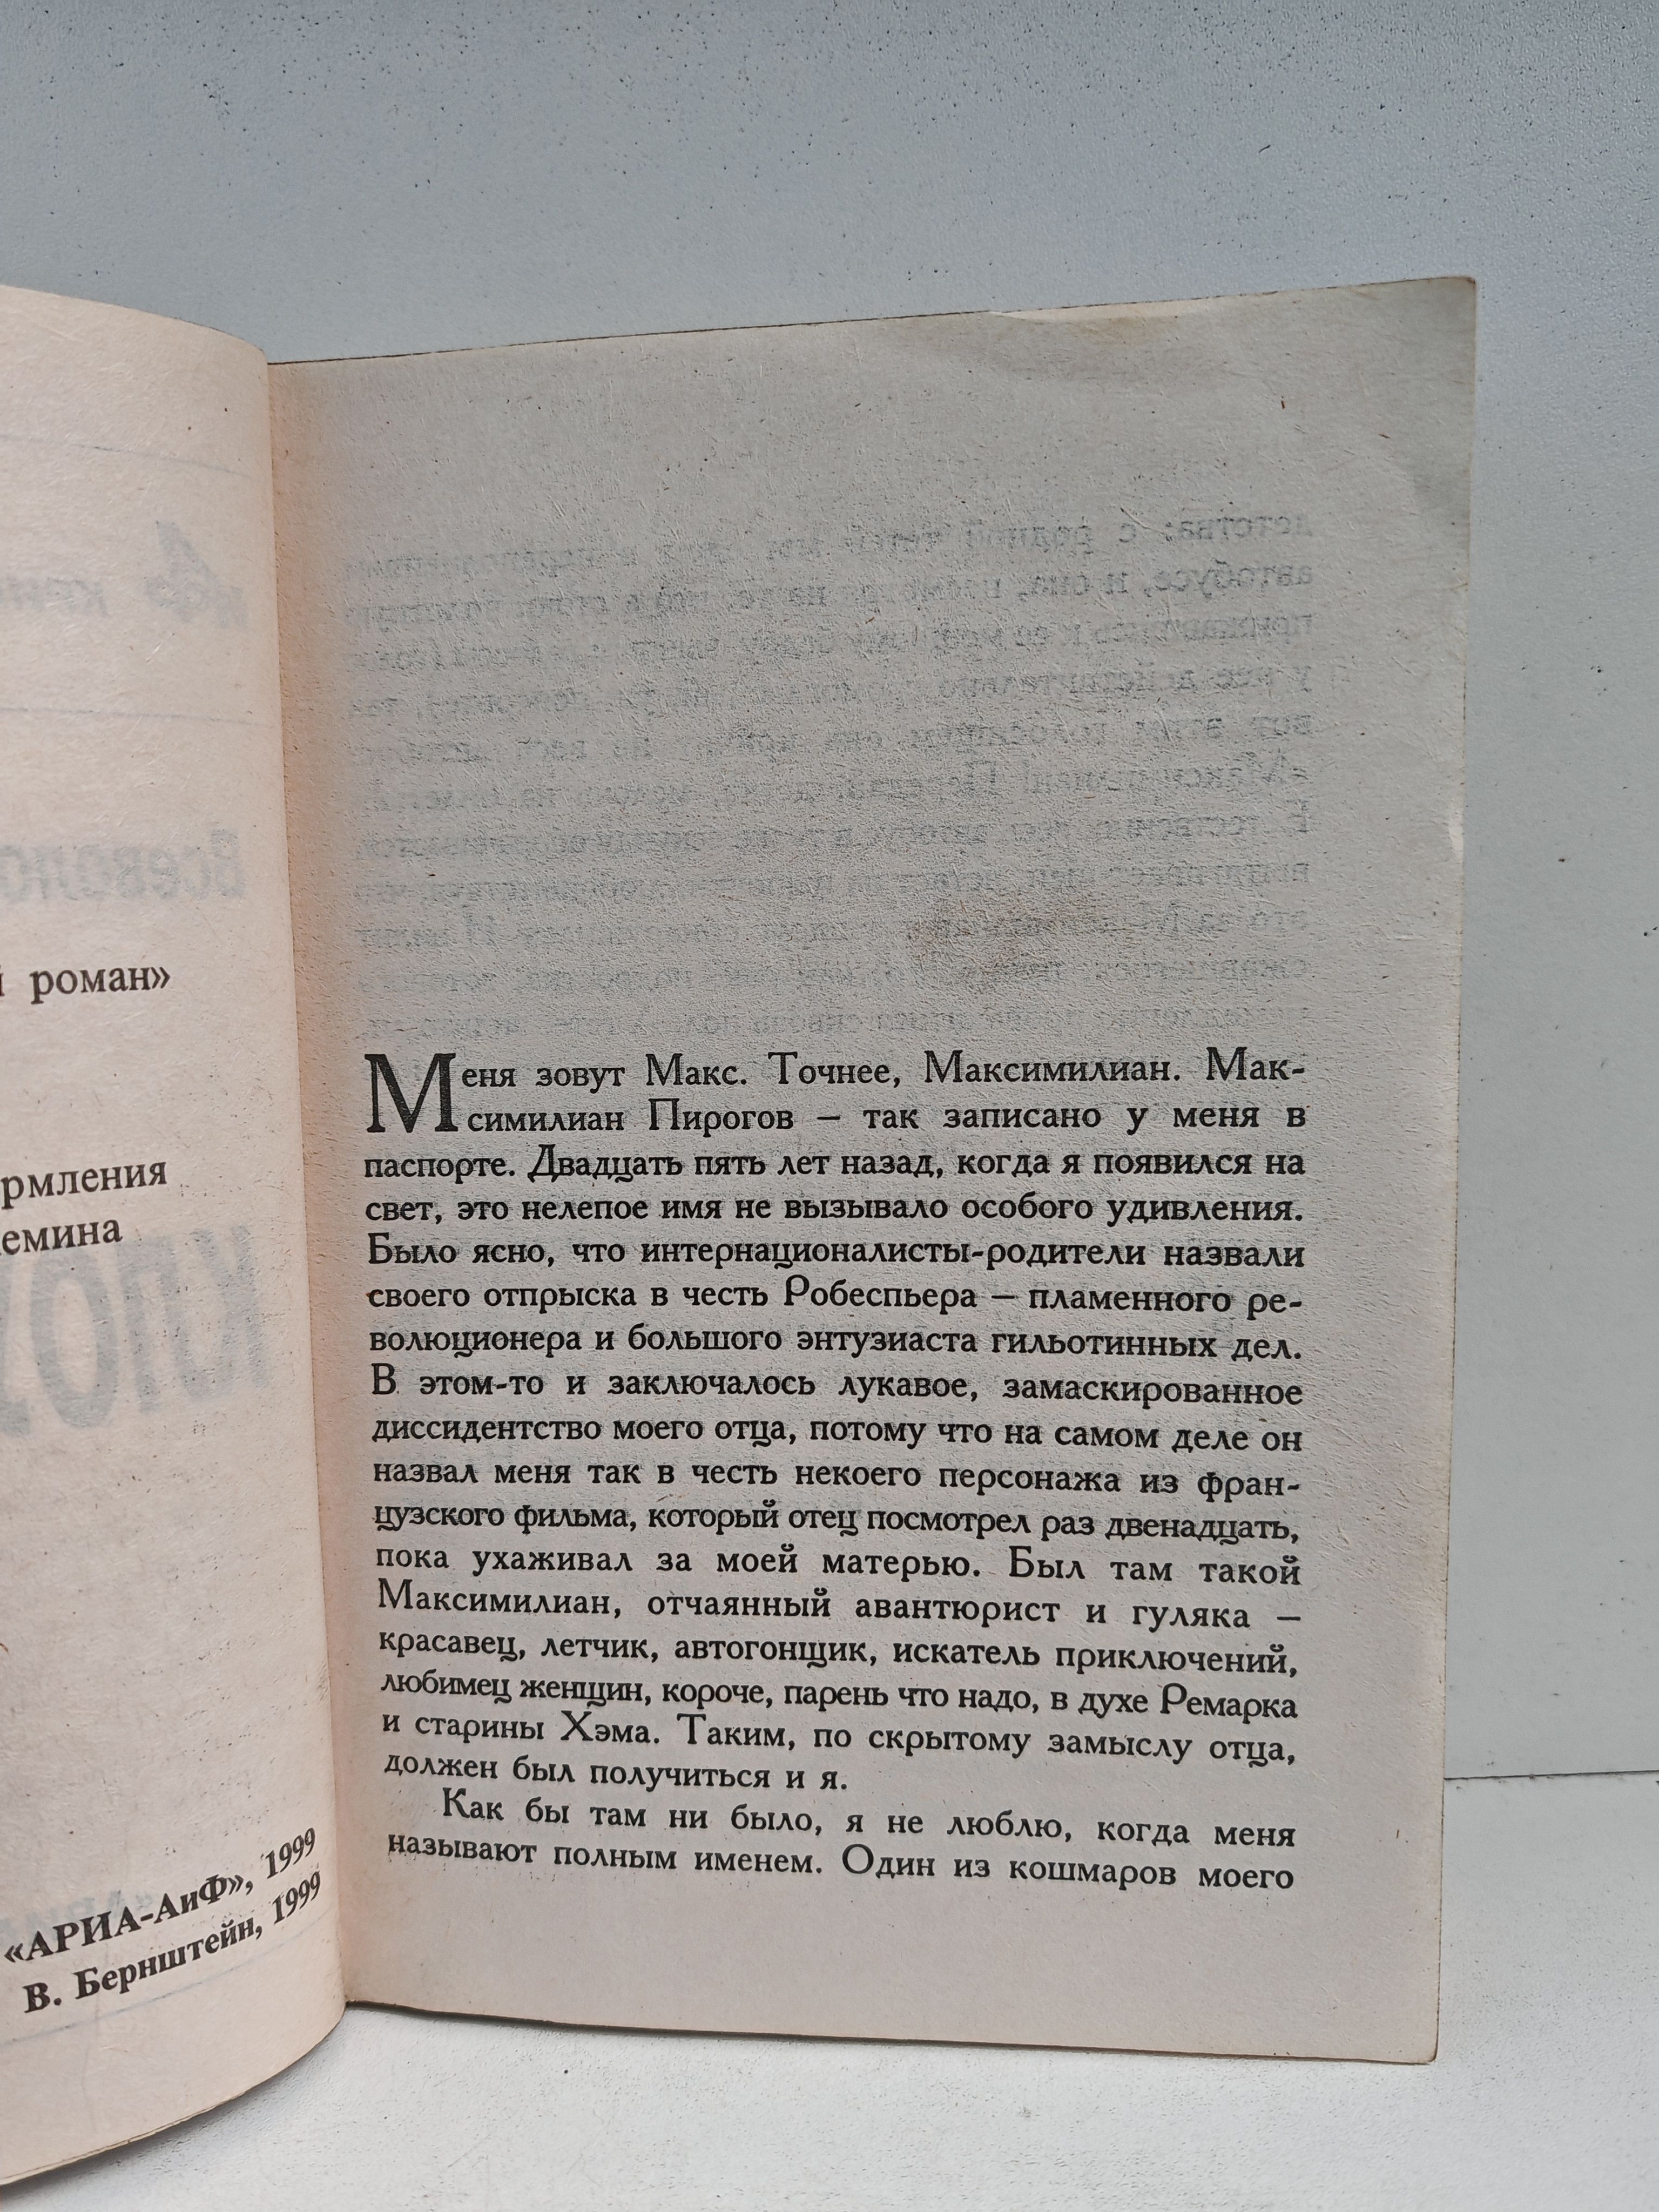 роман»
рмления
емина
«АРИА-АиФ», 1999
В. Бернштейн, 1999
Меня зовут Макс. Точнее, Максимилиан. Мак-
симилиан Пирогов – так записано у меня в
паспорте. Двадцать пять лет назад, когда я появился на
свет, это нелепое имя не вызывало особого удивления.
Было ясно, что интернационалисты-родители назвали
своего отпрыска в честь Робеспьера – пламенного ре-
волюционера и большого энтузиаста гильотинных дел.
В этом-то и заключалось лукавое, замаскированное
диссидентство моего отца, потому что на самом деле он
назвал меня так в честь некоего персонажа из фран-
цузского фильма, который отец посмотрел раз двенадцать,
пока ухаживал за моей матерью. Был там такой
Максимилиан, отчаянный авантюрист и гуляка –
красавец, летчик, автогонщик, искатель приключений,
любимец женщин, короче, парень что надо, в духе Ремарка
и старины Хэма. Таким, по скрытому замыслу отца,
должен был получиться и я.
Как бы там ни было, я не люблю, когда меня
называют полным именем. Один из кошмаров моего